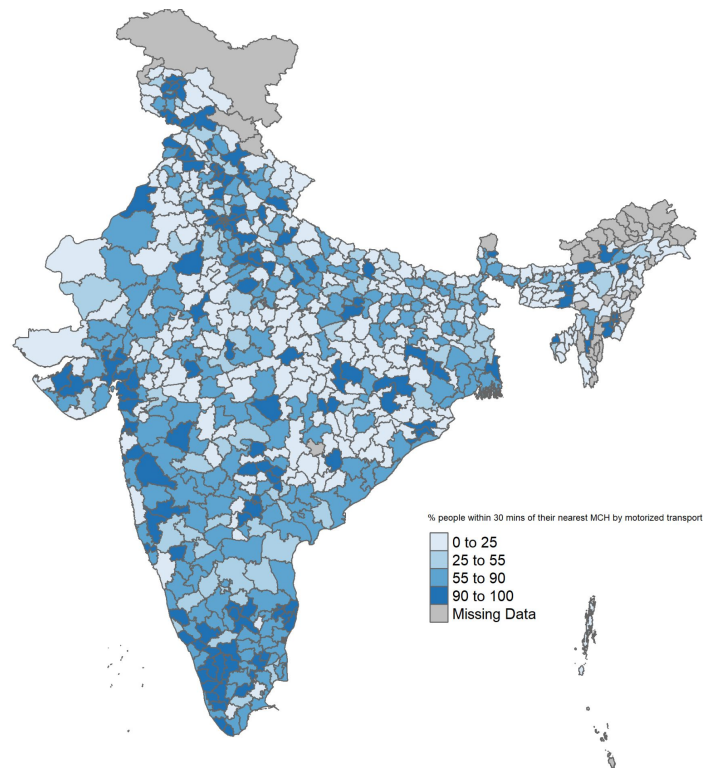 % people within 30 mins of their nearest MCH by motorized transport
0 to 25
25 to 55
55 to 90
90 to 100
Missing Data